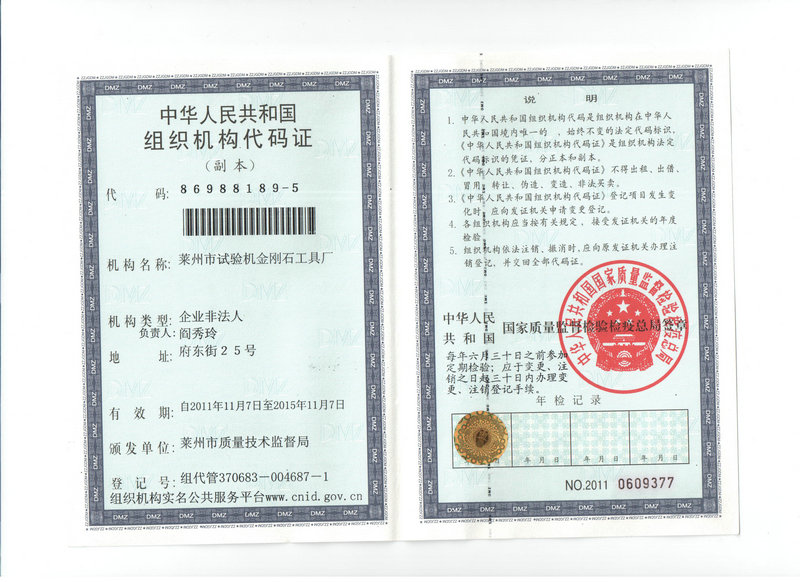 中华人民共和国
组织机构代码证
(副本)
代 码: 86988189-5
机构名称: 莱州市试验机金刚石工具厂
机构类型: 企业非法人
负责人: 阎秀玲
地 址: 府东街25号
有 效 期: 自2011年11月7日至2015年11月7日
颁发单位: 莱州市质量技术监督局
登 记 号: 组代管370683-004687-1
组织机构实名公共服务平台www.cnid.gov.cn
说 明
1. 中华人民共和国组织机构代码是组织机构在中华人
民共和国境内唯一的 、始终不变的法定代码标识,
《中华人民共和国组织机构代码证》是组织机构法定
代码标识的凭证,分正本和副本。
2. 《中华人民共和国组织机构代码证》不得出租、出借、
冒用、转让、伪造、变造、非法买卖。
3. 《中华人民共和国组织机构代码证》登记项目发生变
化时,应向发证机关申请变更登记。
4. 各组织机构应当按有关规定,接受发证机关的年度
检验。
5. 组织机构依法注销、撤消时,应向原发证机关办理注
销登记,并交回全部代码证。
中华人民
共和国 国家质量监督检验检疫总局签章
中华人民共和国国家质量监督检验检疫总局
每年六月三十日之前参加
定期检验;应于变更、注
销之日起三十日内办理变
更、注销登记手续。
年检记录
年 月 日 年 月 日 年 月 日
NO.2011 0609377